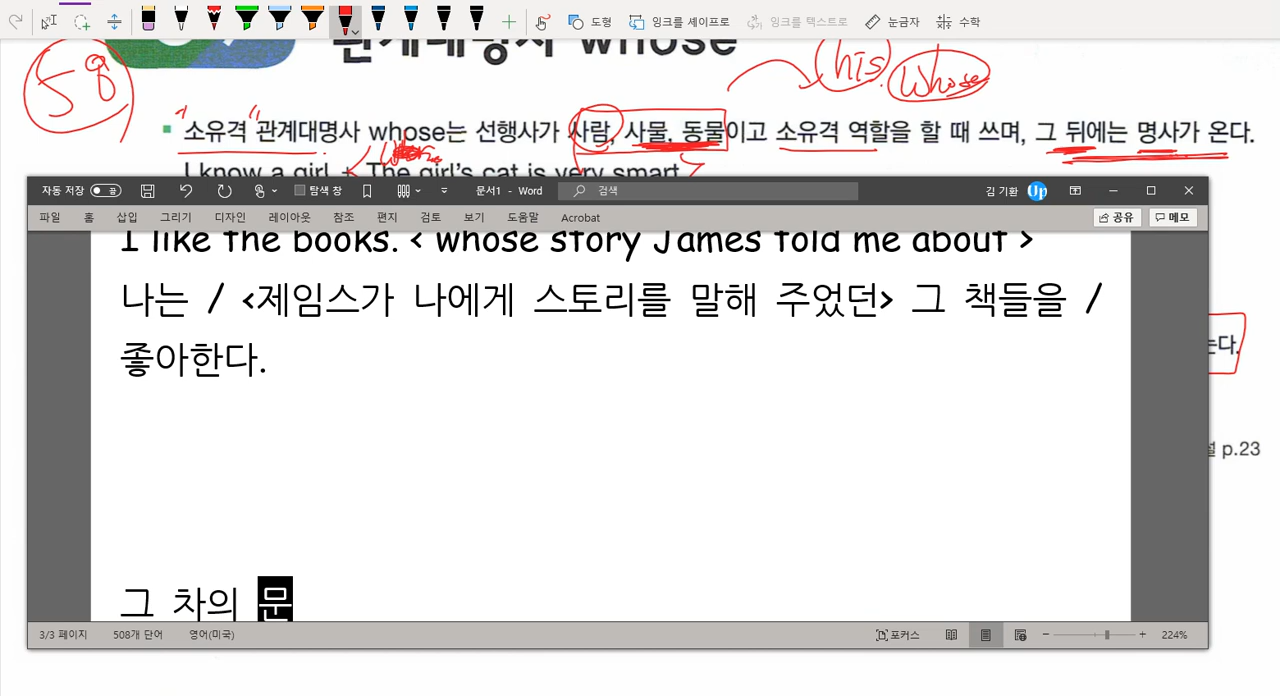 도형
잉크를 셰이프로
잉크를 텍스트로
눈금자
수학
관계대명사 whose
58
his
whose
"소유격" 관계대명사 whose는 선행사가 사람, 사물, 동물이고 소유격 역할을 할 때 쓰며, 그 뒤에는 명사가 온다.
I know a girl + The girl's cat is very smart.
자동 저장 끔
탐색 창
문서1 - Word
검색
김 기환
Up
파일 홈 삽입 그리기 디자인 레이아웃 참조 편지 검토 보기 도움말 Acrobat
공유 메모
I like the books. < whose story James told me about >
나는 / <제임스가 나에게 스토리를 말해 주었던> 그 책들을 /
좋아한다.
는다.
p.23
그 차의 문
3/3 페이지 508개 단어 영어(미국)
포커스
224%